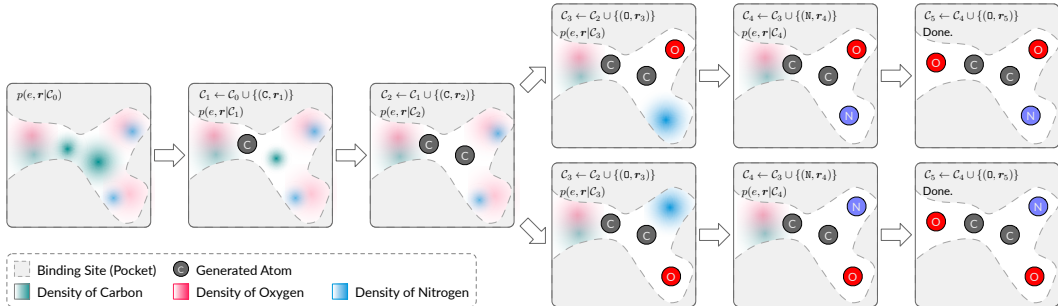 p(e, r|C₀)
C₁ ← C₀ ∪ {(C, r₁)}
p(e, r|C₁)
C
C₂ ← C₁ ∪ {(C, r₂)}
p(e, r|C₂)
C
C
C₃ ← C₂ ∪ {(O, r₃)}
p(e, r|C₃)
O
C
C
C₄ ← C₃ ∪ {(N, r₄)}
p(e, r|C₄)
O
C
C
N
C₅ ← C₄ ∪ {(O, r₅)}
Done.
O
O
C
C
N
C₃ ← C₂ ∪ {(O, r₃)}
p(e, r|C₃)
C
C
O
C₄ ← C₃ ∪ {(N, r₄)}
p(e, r|C₄)
N
C
C
O
C₅ ← C₄ ∪ {(O, r₅)}
Done.
N
O
C
C
O
Binding Site (Pocket)
C
Generated Atom
Density of Carbon
Density of Oxygen
Density of Nitrogen